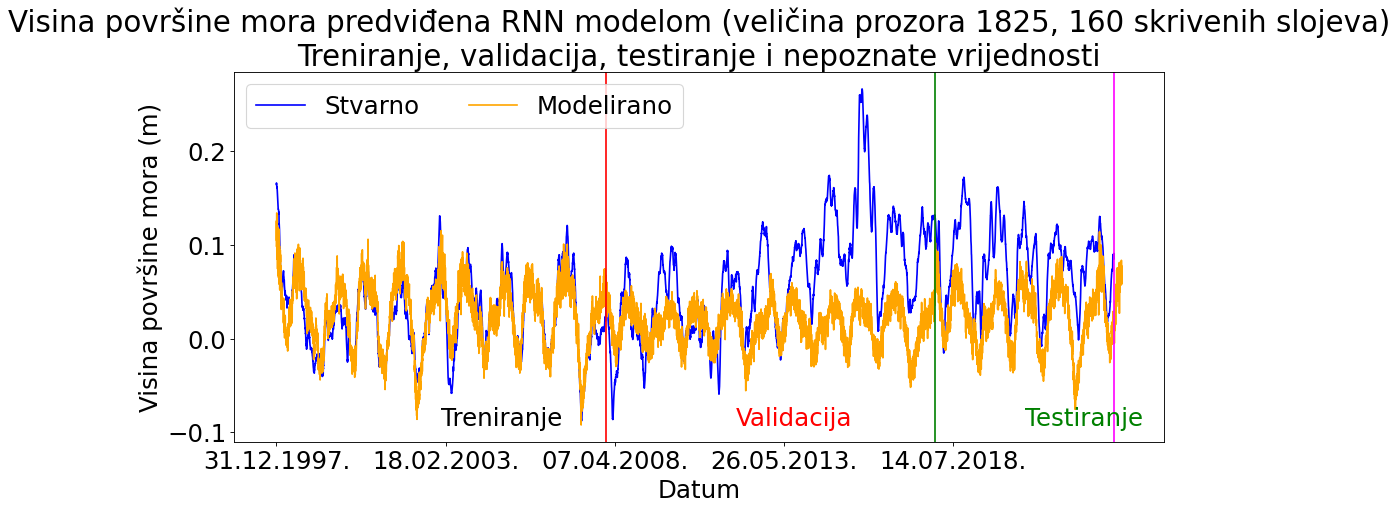 Visina površine mora predviđena RNN modelom (veličina prozora 1825, 160 skrivenih slojeva)
Treniranje, validacija, testiranje i nepoznate vrijednosti
Stvarno Modelirano
Visina površine mora (m)
0.2
0.1
0.0
−0.1
Treniranje Validacija Testiranje
31.12.1997. 18.02.2003. 07.04.2008. 26.05.2013. 14.07.2018.
Datum